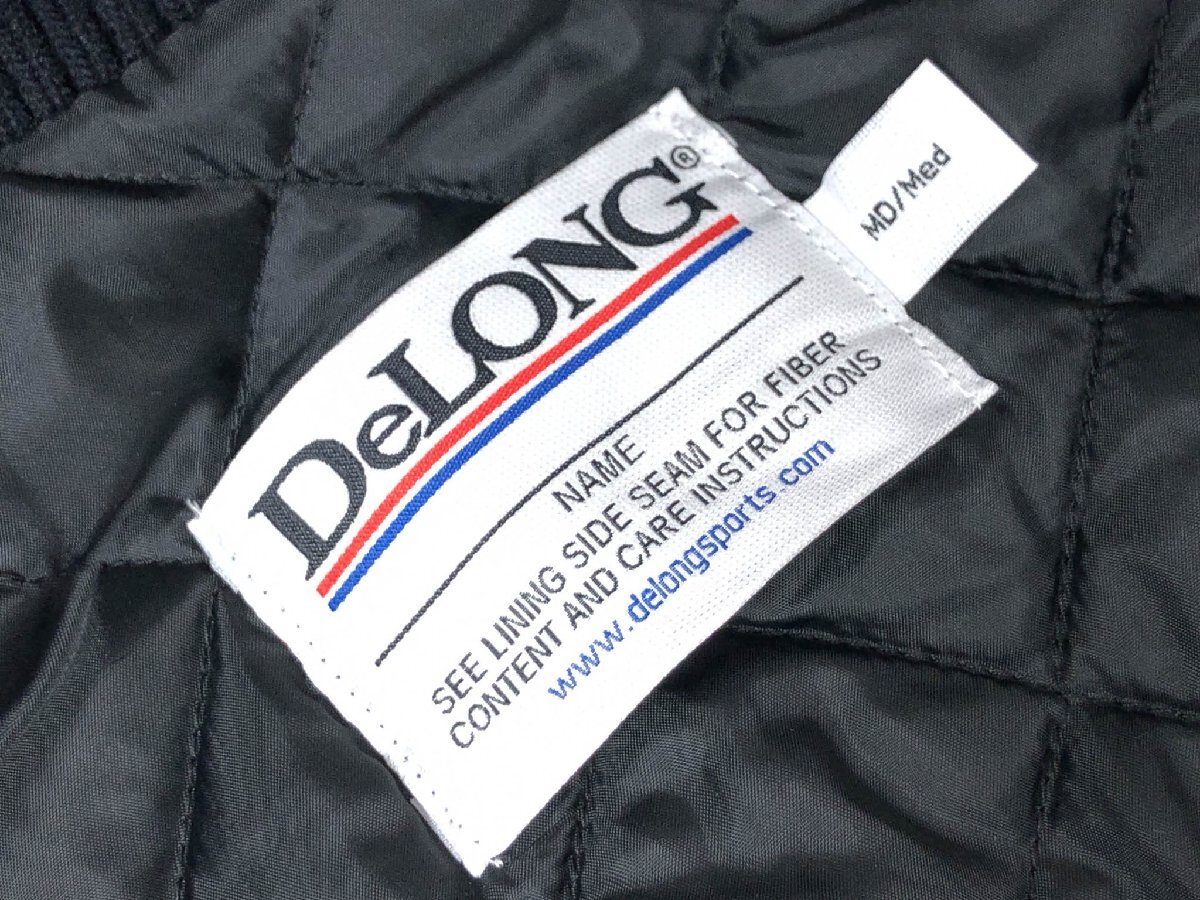 DeLONG®
NAME
SEE LINING SIDE SEAM FOR FIBER
CONTENT AND CARE INSTRUCTIONS
www.delongsports.com
MD/Med